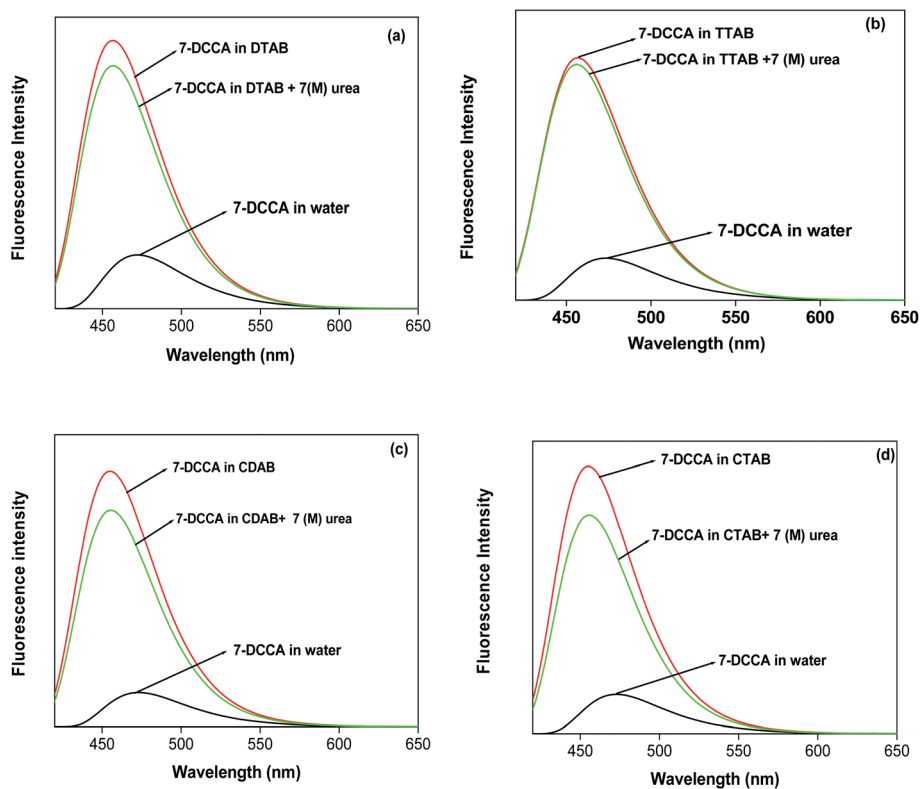 (a)
7-DCCA in DTAB
7-DCCA in DTAB + 7(M) urea
7-DCCA in water
Fluorescence Intensity
450 500 550 600 650
Wavelength (nm)
(b)
7-DCCA in TTAB
7-DCCA in TTAB +7 (M) urea
7-DCCA in water
Fluorescence Intensity
450 500 550 600 650
Wavelength (nm)
(c)
7-DCCA in CDAB
7-DCCA in CDAB+ 7 (M) urea
7-DCCA in water
Fluorescence intensity
450 500 550 600 650
Wavelength (nm)
(d)
7-DCCA in CTAB
7-DCCA in CTAB+ 7 (M) urea
7-DCCA in water
Fluorescence Intensity
450 500 550 600 650
Wavelength (nm)